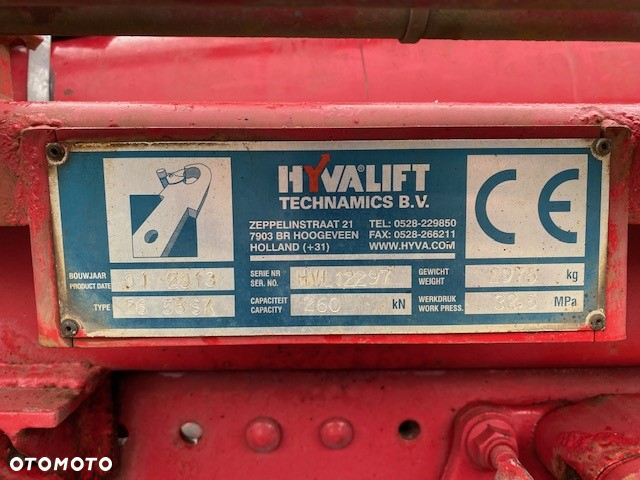 HYVALIFT
TECHNAMICS B.V.
ZEPPELINSTRAAT 21 TEL: 0528-229850
7903 BR HOOGEVEEN FAX: 0528-266211
HOLLAND (+31) WWW.HYVA.COM
CE
BOUWJAAR
PRODUCT DATE 01 2013
SERIE NR
SER. NO. HVL12297
GEWICHT
WEIGHT kg
TYPE
CAPACITEIT
CAPACITY 260 kN
WERKDRUK
WORK PRESS. MPa
OTOMOTO